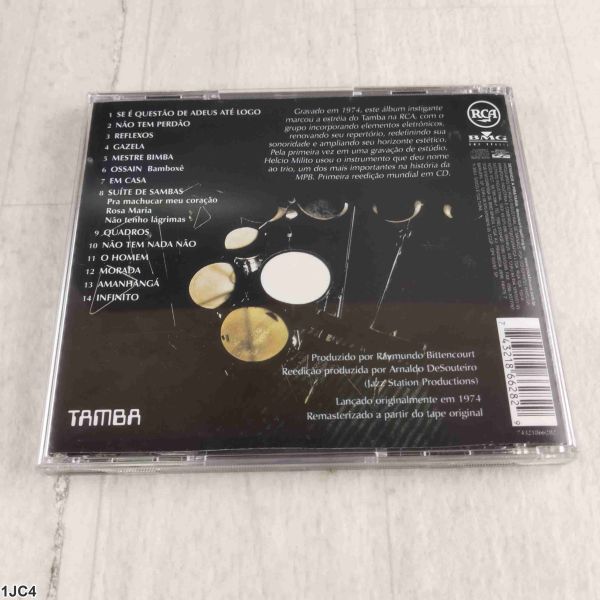 1 SE É QUESTÃO DE ADEUS ATÉ LOGO
2 NÃO TEM PERDÃO
3 REFLEXOS
4 GAZELA
5 MESTRE BIMBA
6 OSSAIN Bamboxê
7 EM CASA
8 SUÍTE DE SAMBAS
Pra machucar meu coração
Rosa Maria
Não tenho lágrimas
9 QUADROS
10 NÃO TEM NADA NÃO
11 O HOMEM
12 MORADA
13 AMANHANGÁ
14 INFINITO
Gravado em 1974, este álbum instigante
marcou a estréia do Tamba na RCA, com o
grupo incorporando elementos eletrônicos,
renovando seu repertório, redefinindo sua
sonoridade e ampliando seu horizonte estético.
Pela primeira vez em uma gravação de estúdio,
Helcio Milito usou o instrumento que deu nome
ao trio, um dos mais importantes na história da
MPB. Primeira reedição mundial em CD.
RCA
BMG
Produzido por Raymundo Bittencourt
Reedição produzida por Arnaldo DeSouteiro
(Jazz Station Productions)
Lançado originalmente em 1974
Remasterizado a partir do tape original
TAMBA
7 43218 66282 9
74321866282
1JC4